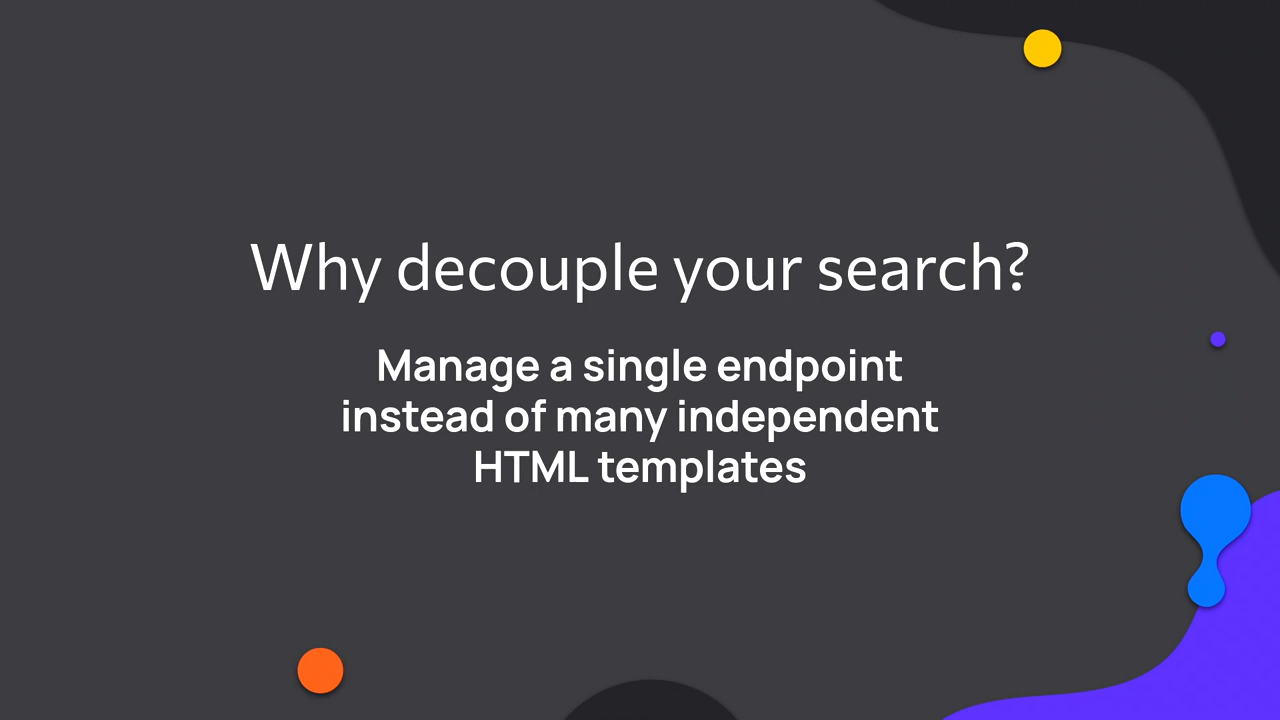 Why decouple your search?
Manage a single endpoint
instead of many independent
HTML templates